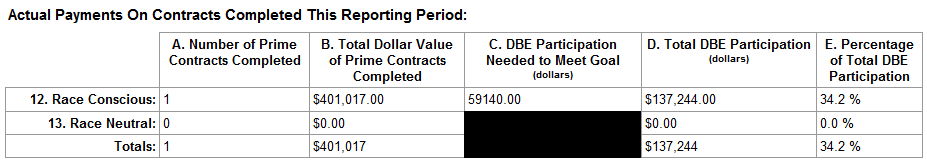 Actual Payments On Contracts Completed This Reporting Period:
A. Number of Prime Contracts Completed
B. Total Dollar Value of Prime Contracts Completed
C. DBE Participation Needed to Meet Goal (dollars)
D. Total DBE Participation (dollars)
E. Percentage of Total DBE Participation
12. Race Conscious: 1 $401,017.00 59140.00 $137,244.00 34.2 %
13. Race Neutral: 0 $0.00 $0.00 0.0 %
Totals: 1 $401,017 $137,244 34.2 %